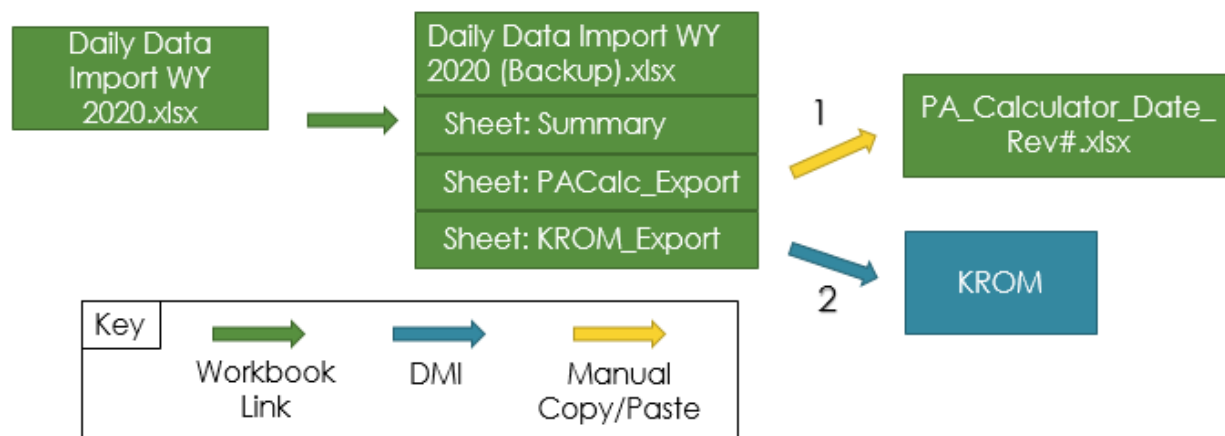 Daily Data
Import WY
2020.xlsx
Daily Data Import WY
2020 (Backup).xlsx
Sheet: Summary
Sheet: PACalc_Export
Sheet: KROM_Export
1
PA_Calculator_Date_
Rev#.xlsx
2
KROM
Key
Workbook
Link
DMI
Manual
Copy/Paste